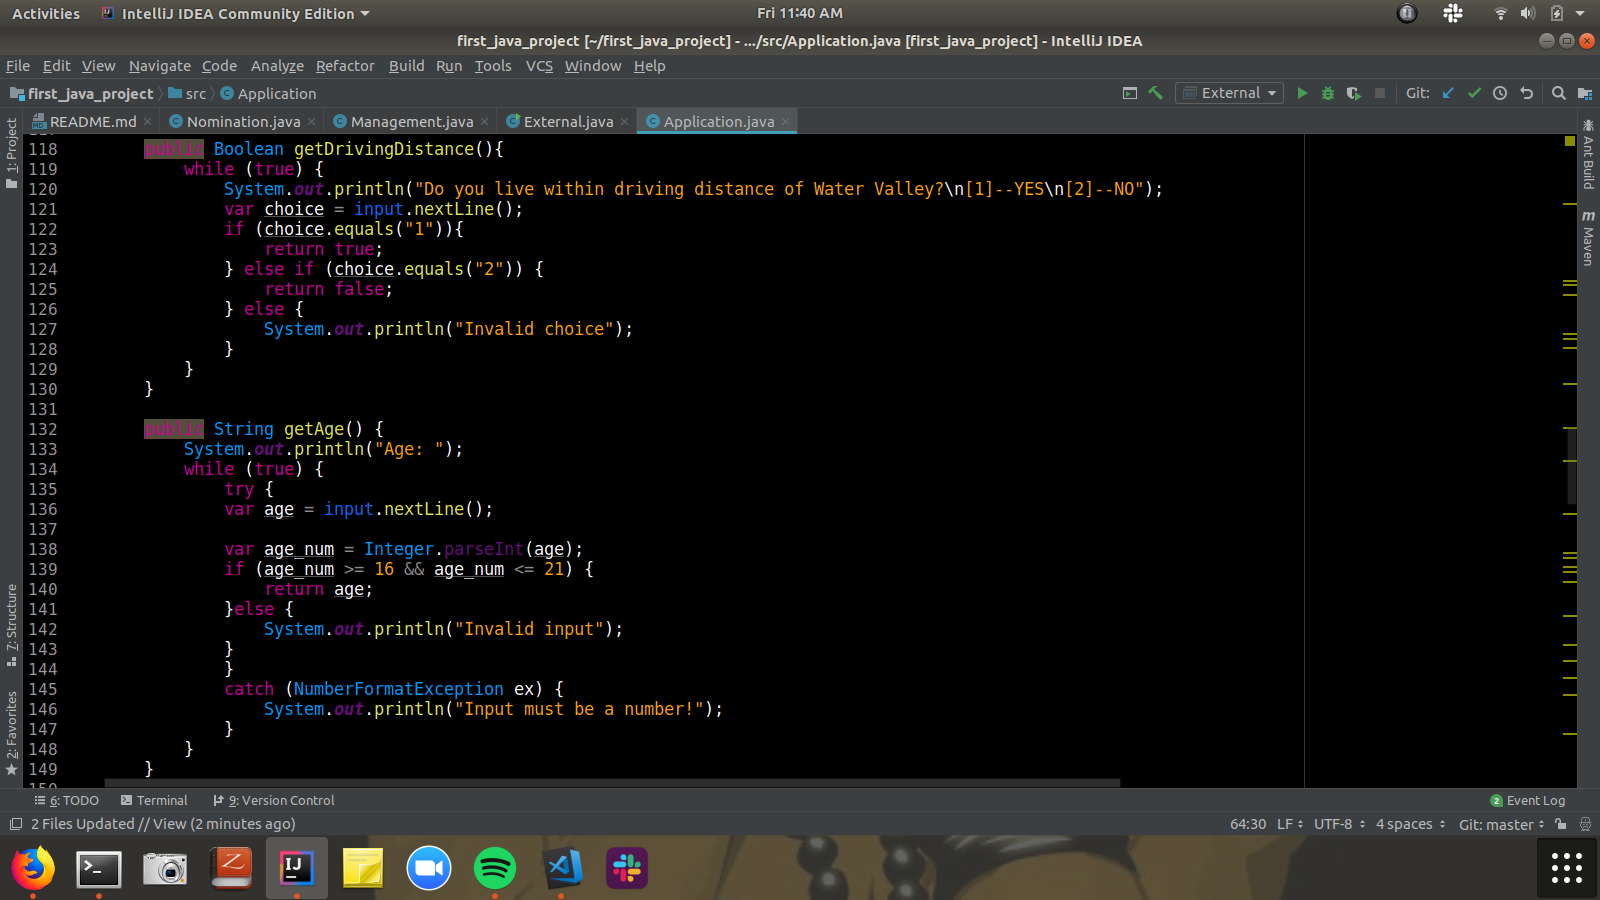 Activities IntelliJ IDEA Community Edition Fri 11:40 AM
first_java_project [~/first_java_project] - .../src/Application.java [first_java_project] - IntelliJ IDEA
File Edit View Navigate Code Analyze Refactor Build Run Tools VCS Window Help
first_java_project src Application External Git:
README.md Nomination.java Management.java External.java Application.java
1: Project
7: Structure
2: Favorites
118 public Boolean getDrivingDistance(){
119 while (true) {
120 System.out.println("Do you live within driving distance of Water Valley?\n[1]--YES\n[2]--NO");
121 var choice = input.nextLine();
122 if (choice.equals("1")){
123 return true;
124 } else if (choice.equals("2")) {
125 return false;
126 } else {
127 System.out.println("Invalid choice");
128 }
129 }
130 }
131
132 public String getAge() {
133 System.out.println("Age: ");
134 while (true) {
135 try {
136 var age = input.nextLine();
137
138 var age_num = Integer.parseInt(age);
139 if (age_num >= 16 && age_num <= 21) {
140 return age;
141 }else {
142 System.out.println("Invalid input");
143 }
144 }
145 catch (NumberFormatException ex) {
146 System.out.println("Input must be a number!");
147 }
148 }
149 }
Ant Build
Maven
6: TODO Terminal 9: Version Control 2 Event Log
2 Files Updated // View (2 minutes ago) 64:30 LF UTF-8 4 spaces Git: master